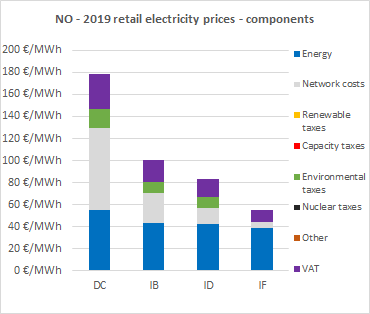 NO - 2019 retail electricity prices - components
200 €/MWh
180 €/MWh
160 €/MWh
140 €/MWh
120 €/MWh
100 €/MWh
80 €/MWh
60 €/MWh
40 €/MWh
20 €/MWh
0 €/MWh
DC IB ID IF
Energy
Network costs
Renewable
taxes
Capacity taxes
Environmental
taxes
Nuclear taxes
Other
VAT